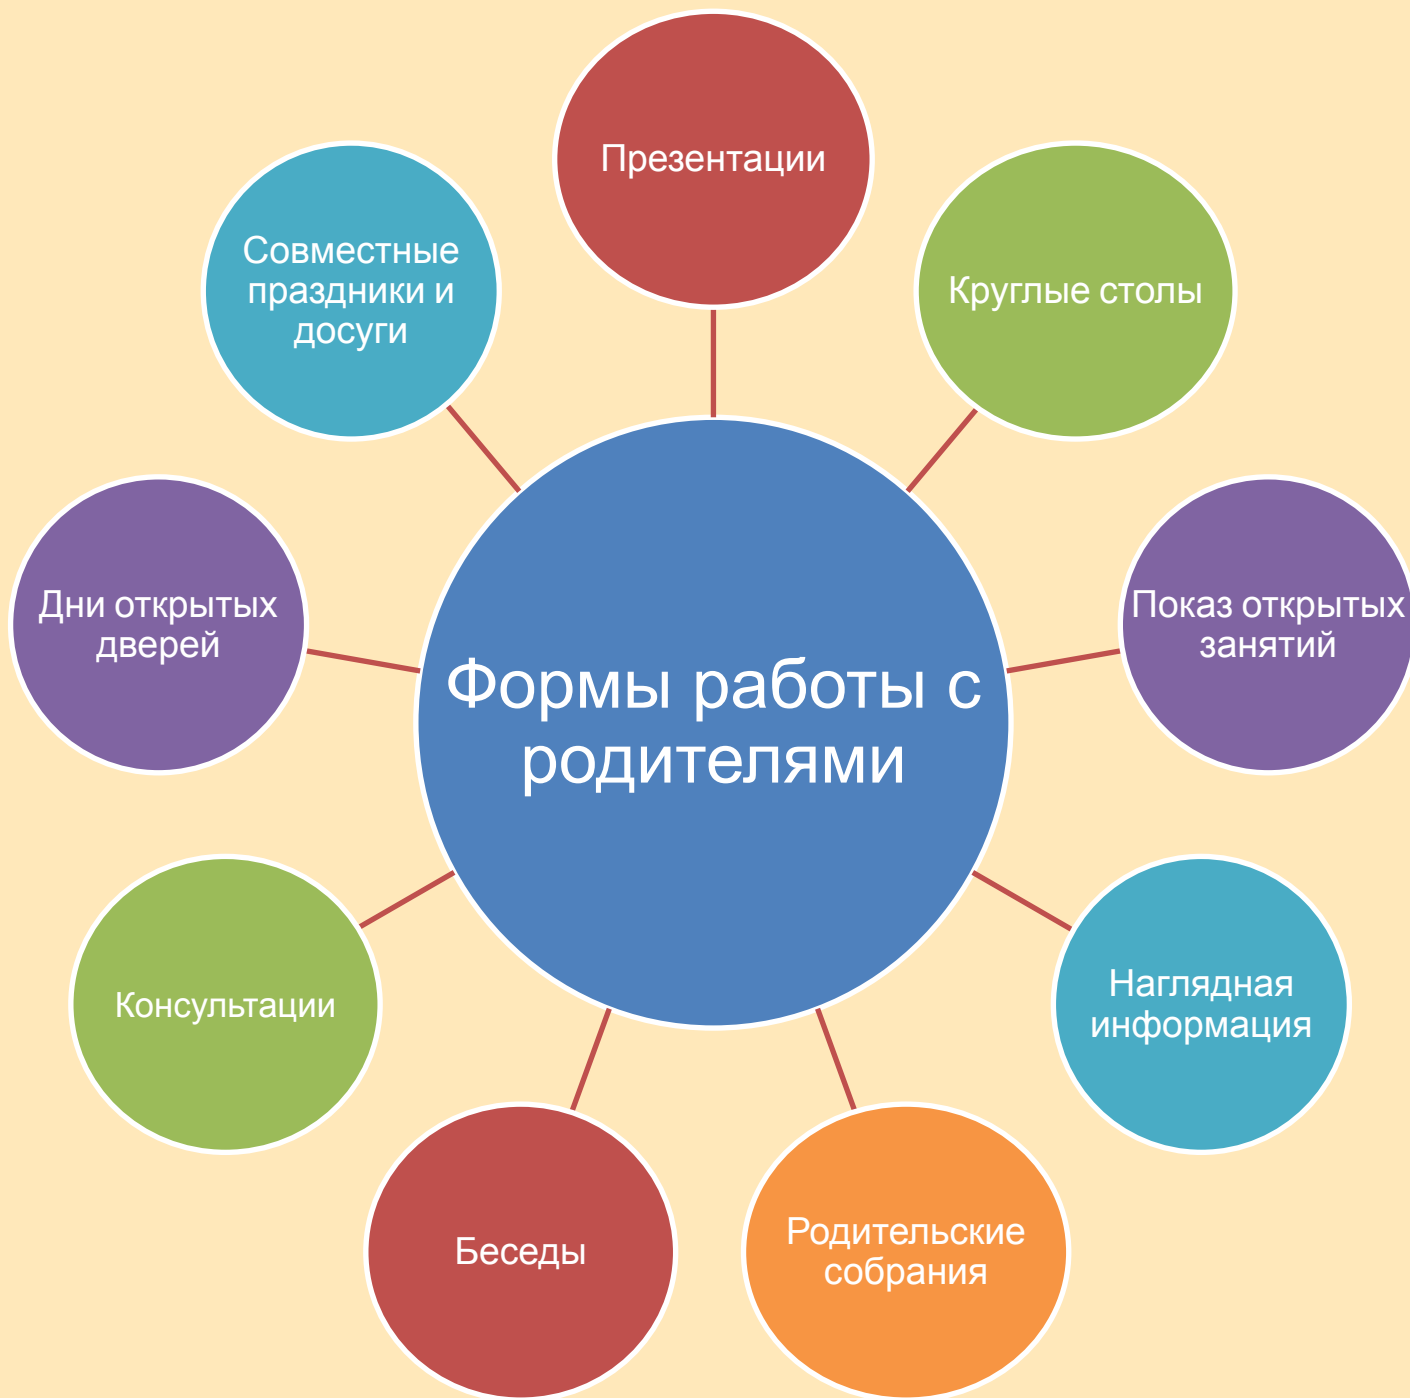 Презентации
Круглые столы
Показ открытых
занятий
Наглядная
информация
Родительские
собрания
Беседы
Консультации
Дни открытых
дверей
Совместные
праздники и
досуги
Формы работы с
родителями